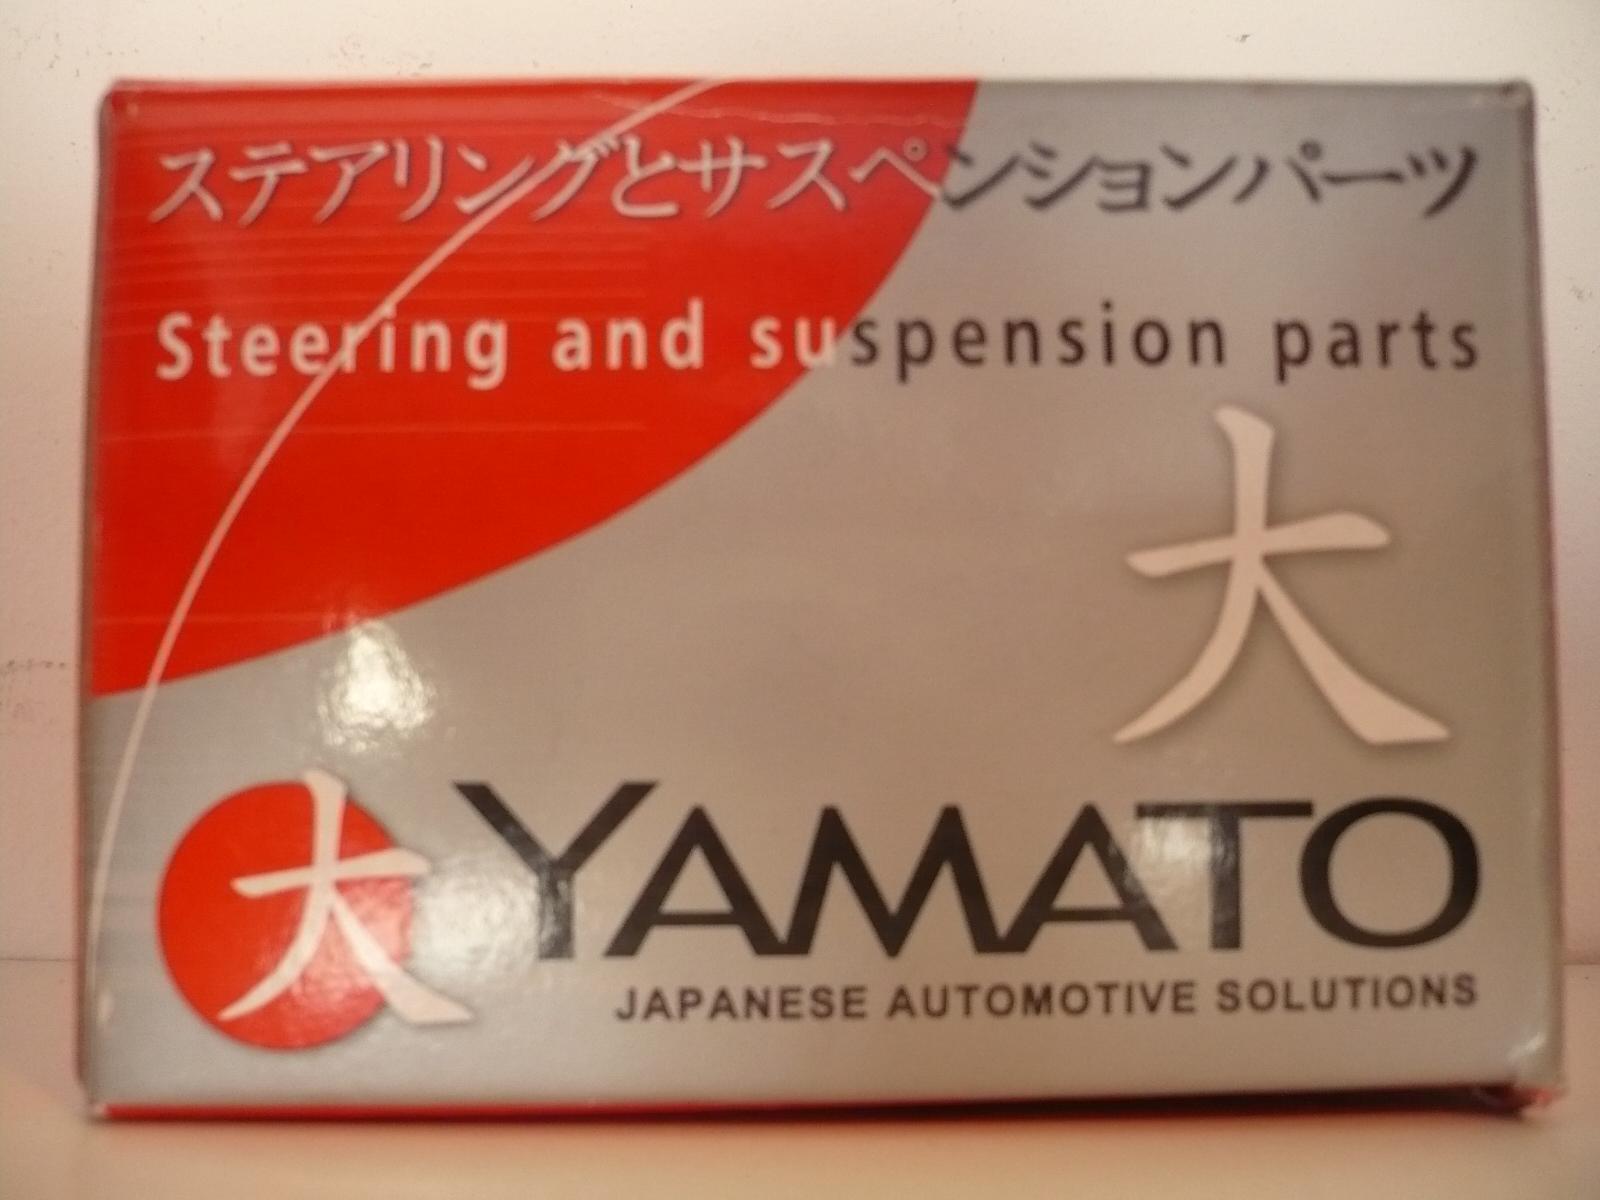 ステアリングとサスペンションパーツ
Steering and suspension parts
大
大 YAMATO
JAPANESE AUTOMOTIVE SOLUTIONS